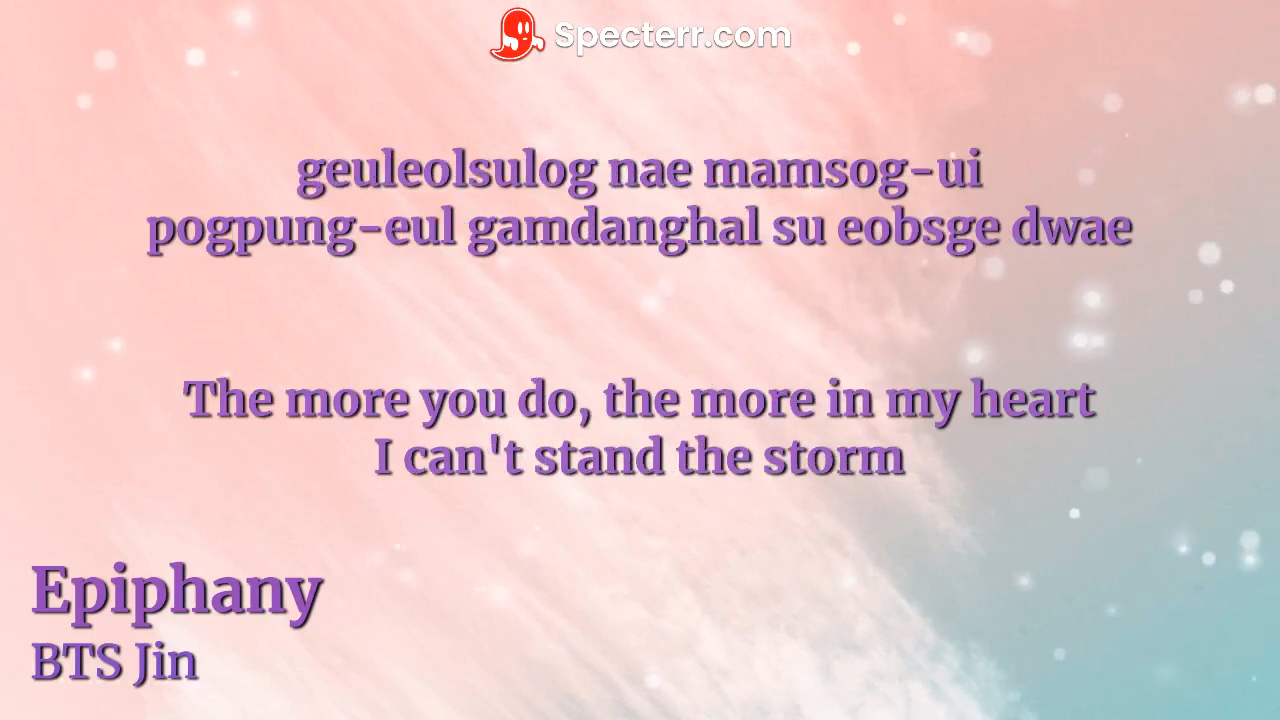 Specterr.com
geuleolsulog nae mamsog-ui
pogpung-eul gamdanghal su eobsge dwae
The more you do, the more in my heart
I can't stand the storm
Epiphany
BTS Jin